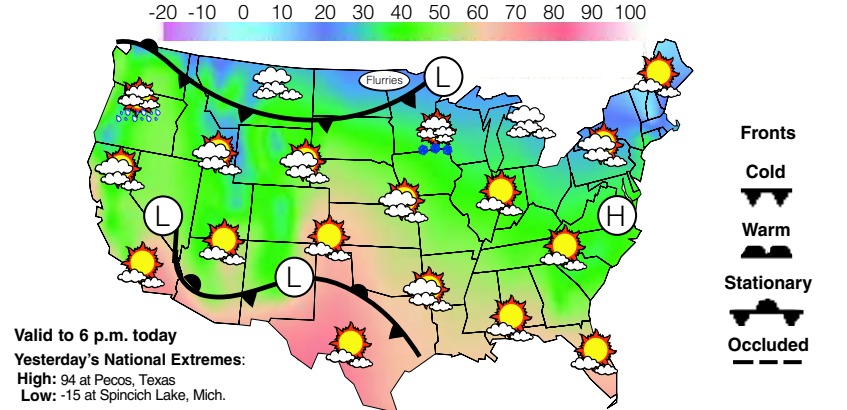 -20 -10 0 10 20 30 40 50 60 70 80 90 100
Flurries
L
L
H
L
Fronts
Cold
Warm
Stationary
Occluded
Valid to 6 p.m. today
Yesterday's National Extremes:
High: 94 at Pecos, Texas
Low: -15 at Spincich Lake, Mich.